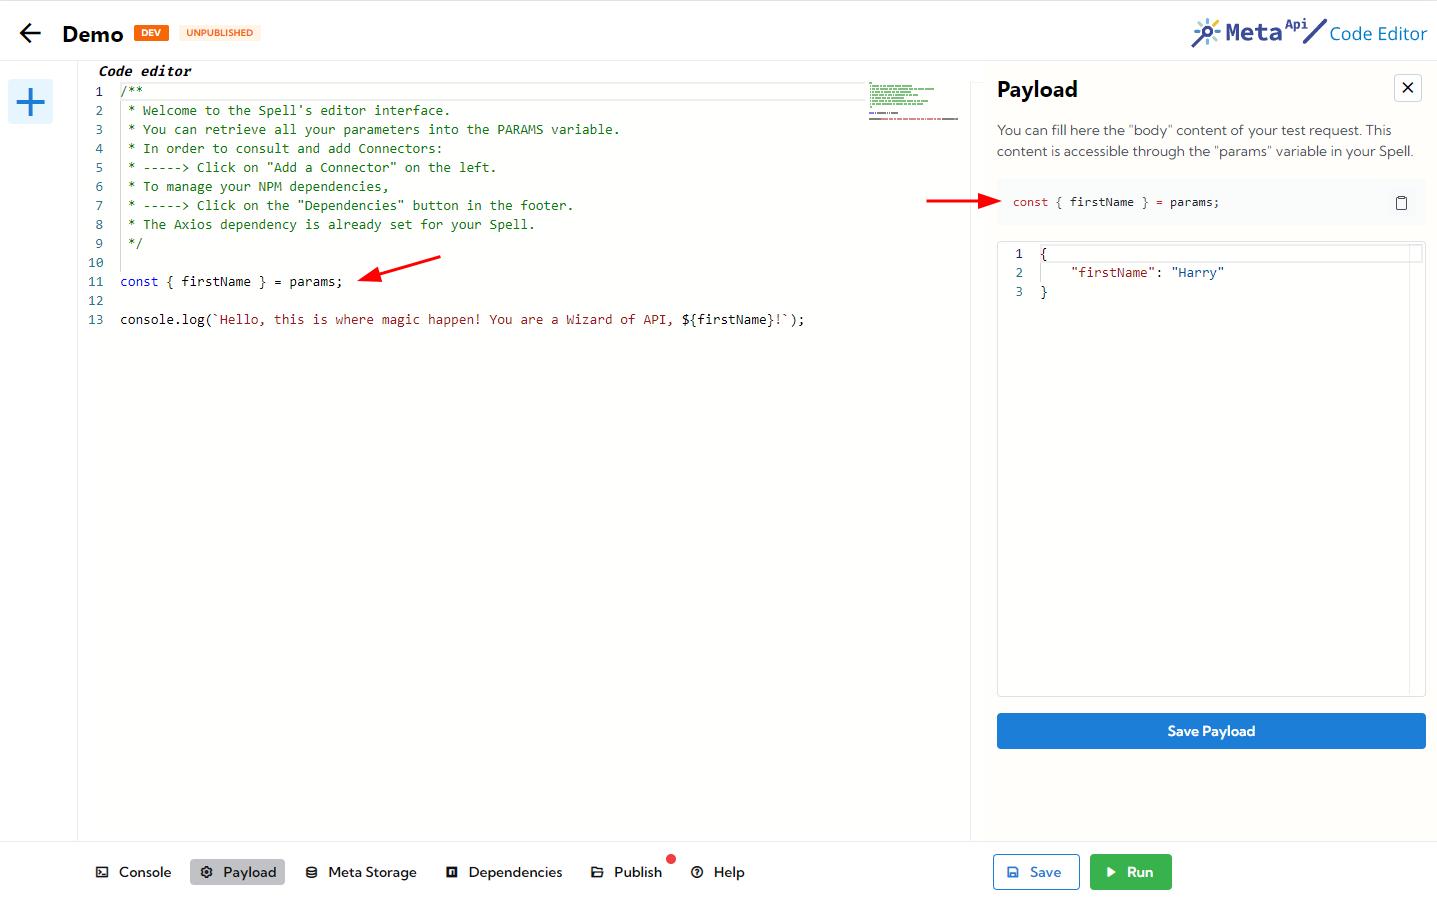 Demo DEV UNPUBLISHED
Meta Api Code Editor
Code editor
1 /**
2 * Welcome to the Spell's editor interface.
3 * You can retrieve all your parameters into the PARAMS variable.
4 * In order to consult and add Connectors:
5 * -----> Click on "Add a Connector" on the left.
6 * To manage your NPM dependencies,
7 * -----> Click on the "Dependencies" button in the footer.
8 * The Axios dependency is already set for your Spell.
9 */
10
11 const { firstName } = params;
12
13 console.log(`Hello, this is where magic happen! You are a Wizard of API, ${firstName}!`);
Payload
You can fill here the "body" content of your test request. This
content is accessible through the "params" variable in your Spell.
const { firstName } = params;
1 {
2 "firstName": "Harry"
3 }
Save Payload
Console Payload Meta Storage Dependencies Publish Help Save Run